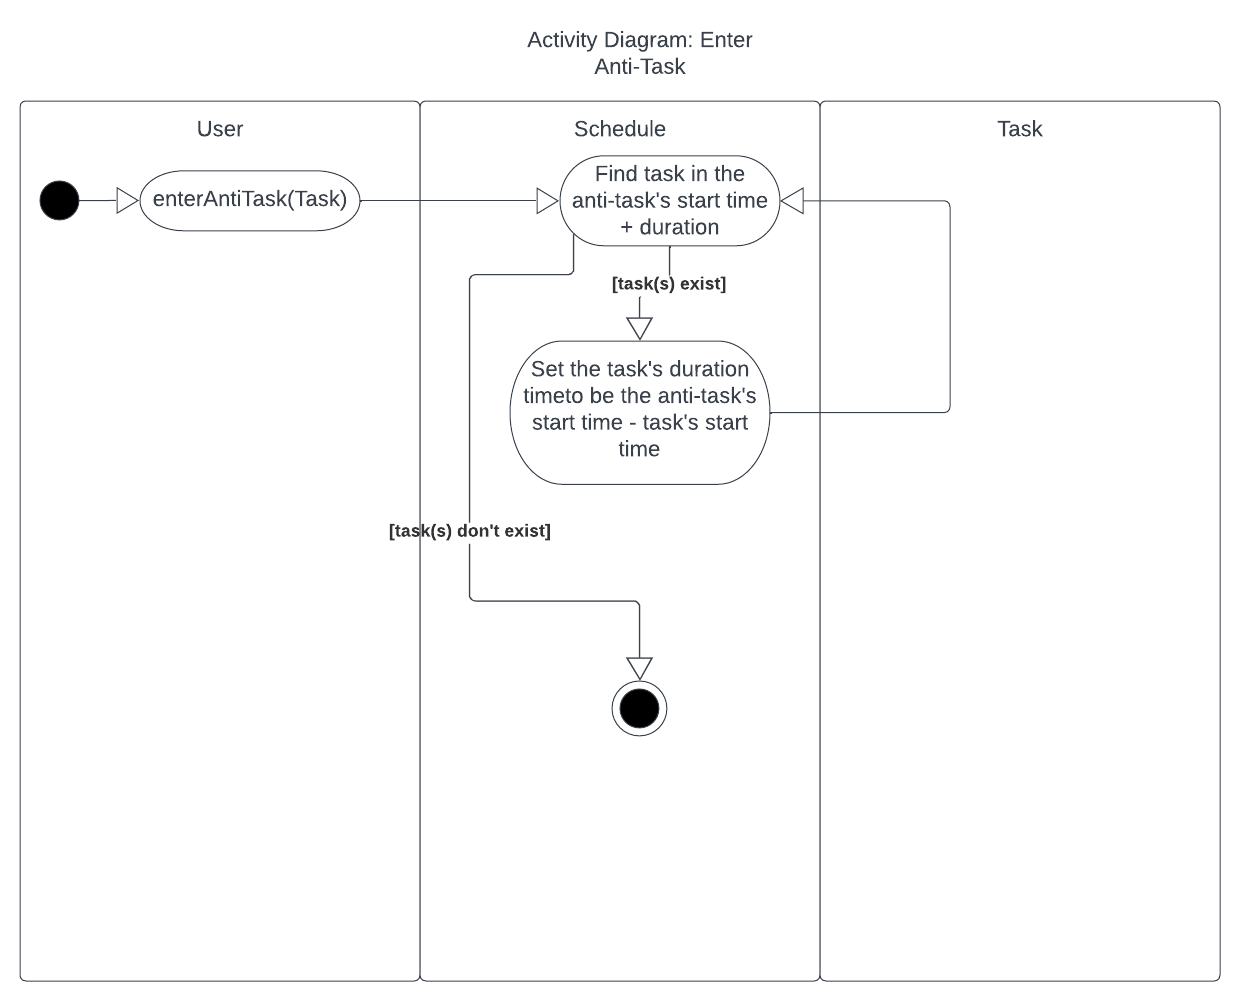 Activity Diagram: Enter
Anti-Task
User
Schedule
Task
enterAntiTask(Task)
Find task in the
anti-task's start time
+ duration
[task(s) exist]
Set the task's duration
timeto be the anti-task's
start time - task's start
time
[task(s) don't exist]